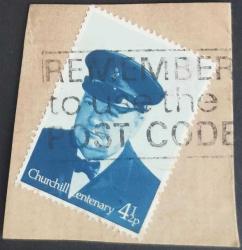 REMEMBER
to use the
POST CODE
Churchill Centenary 4½p